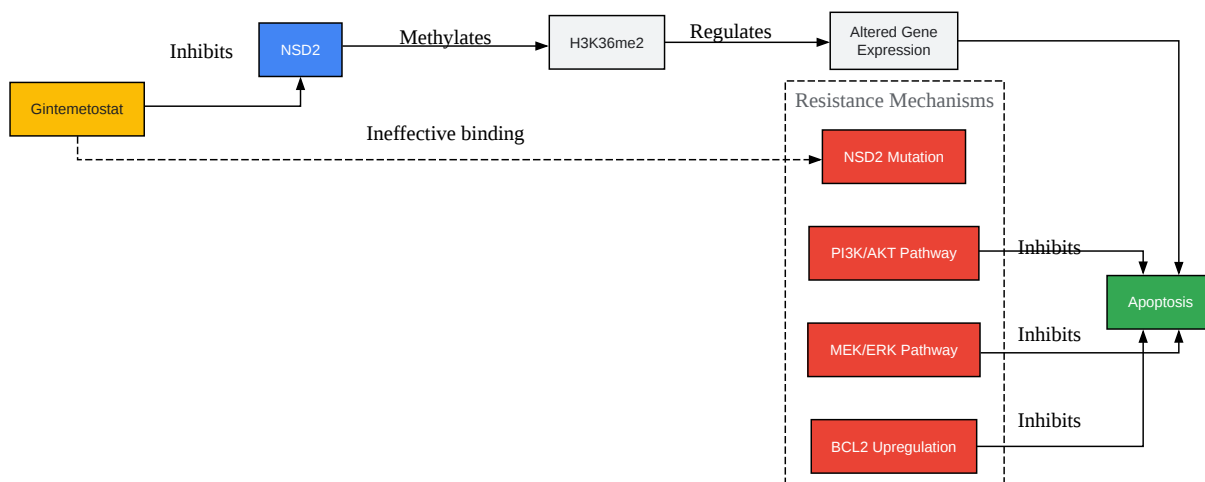 Inhibits
NSD2
Methylates
H3K36me2
Regulates
Altered Gene
Expression
Gintemetostat
Resistance Mechanisms
Ineffective binding
NSD2 Mutation
PI3K/AKT Pathway
Inhibits
Apoptosis
MEK/ERK Pathway
Inhibits
BCL2 Upregulation
Inhibits